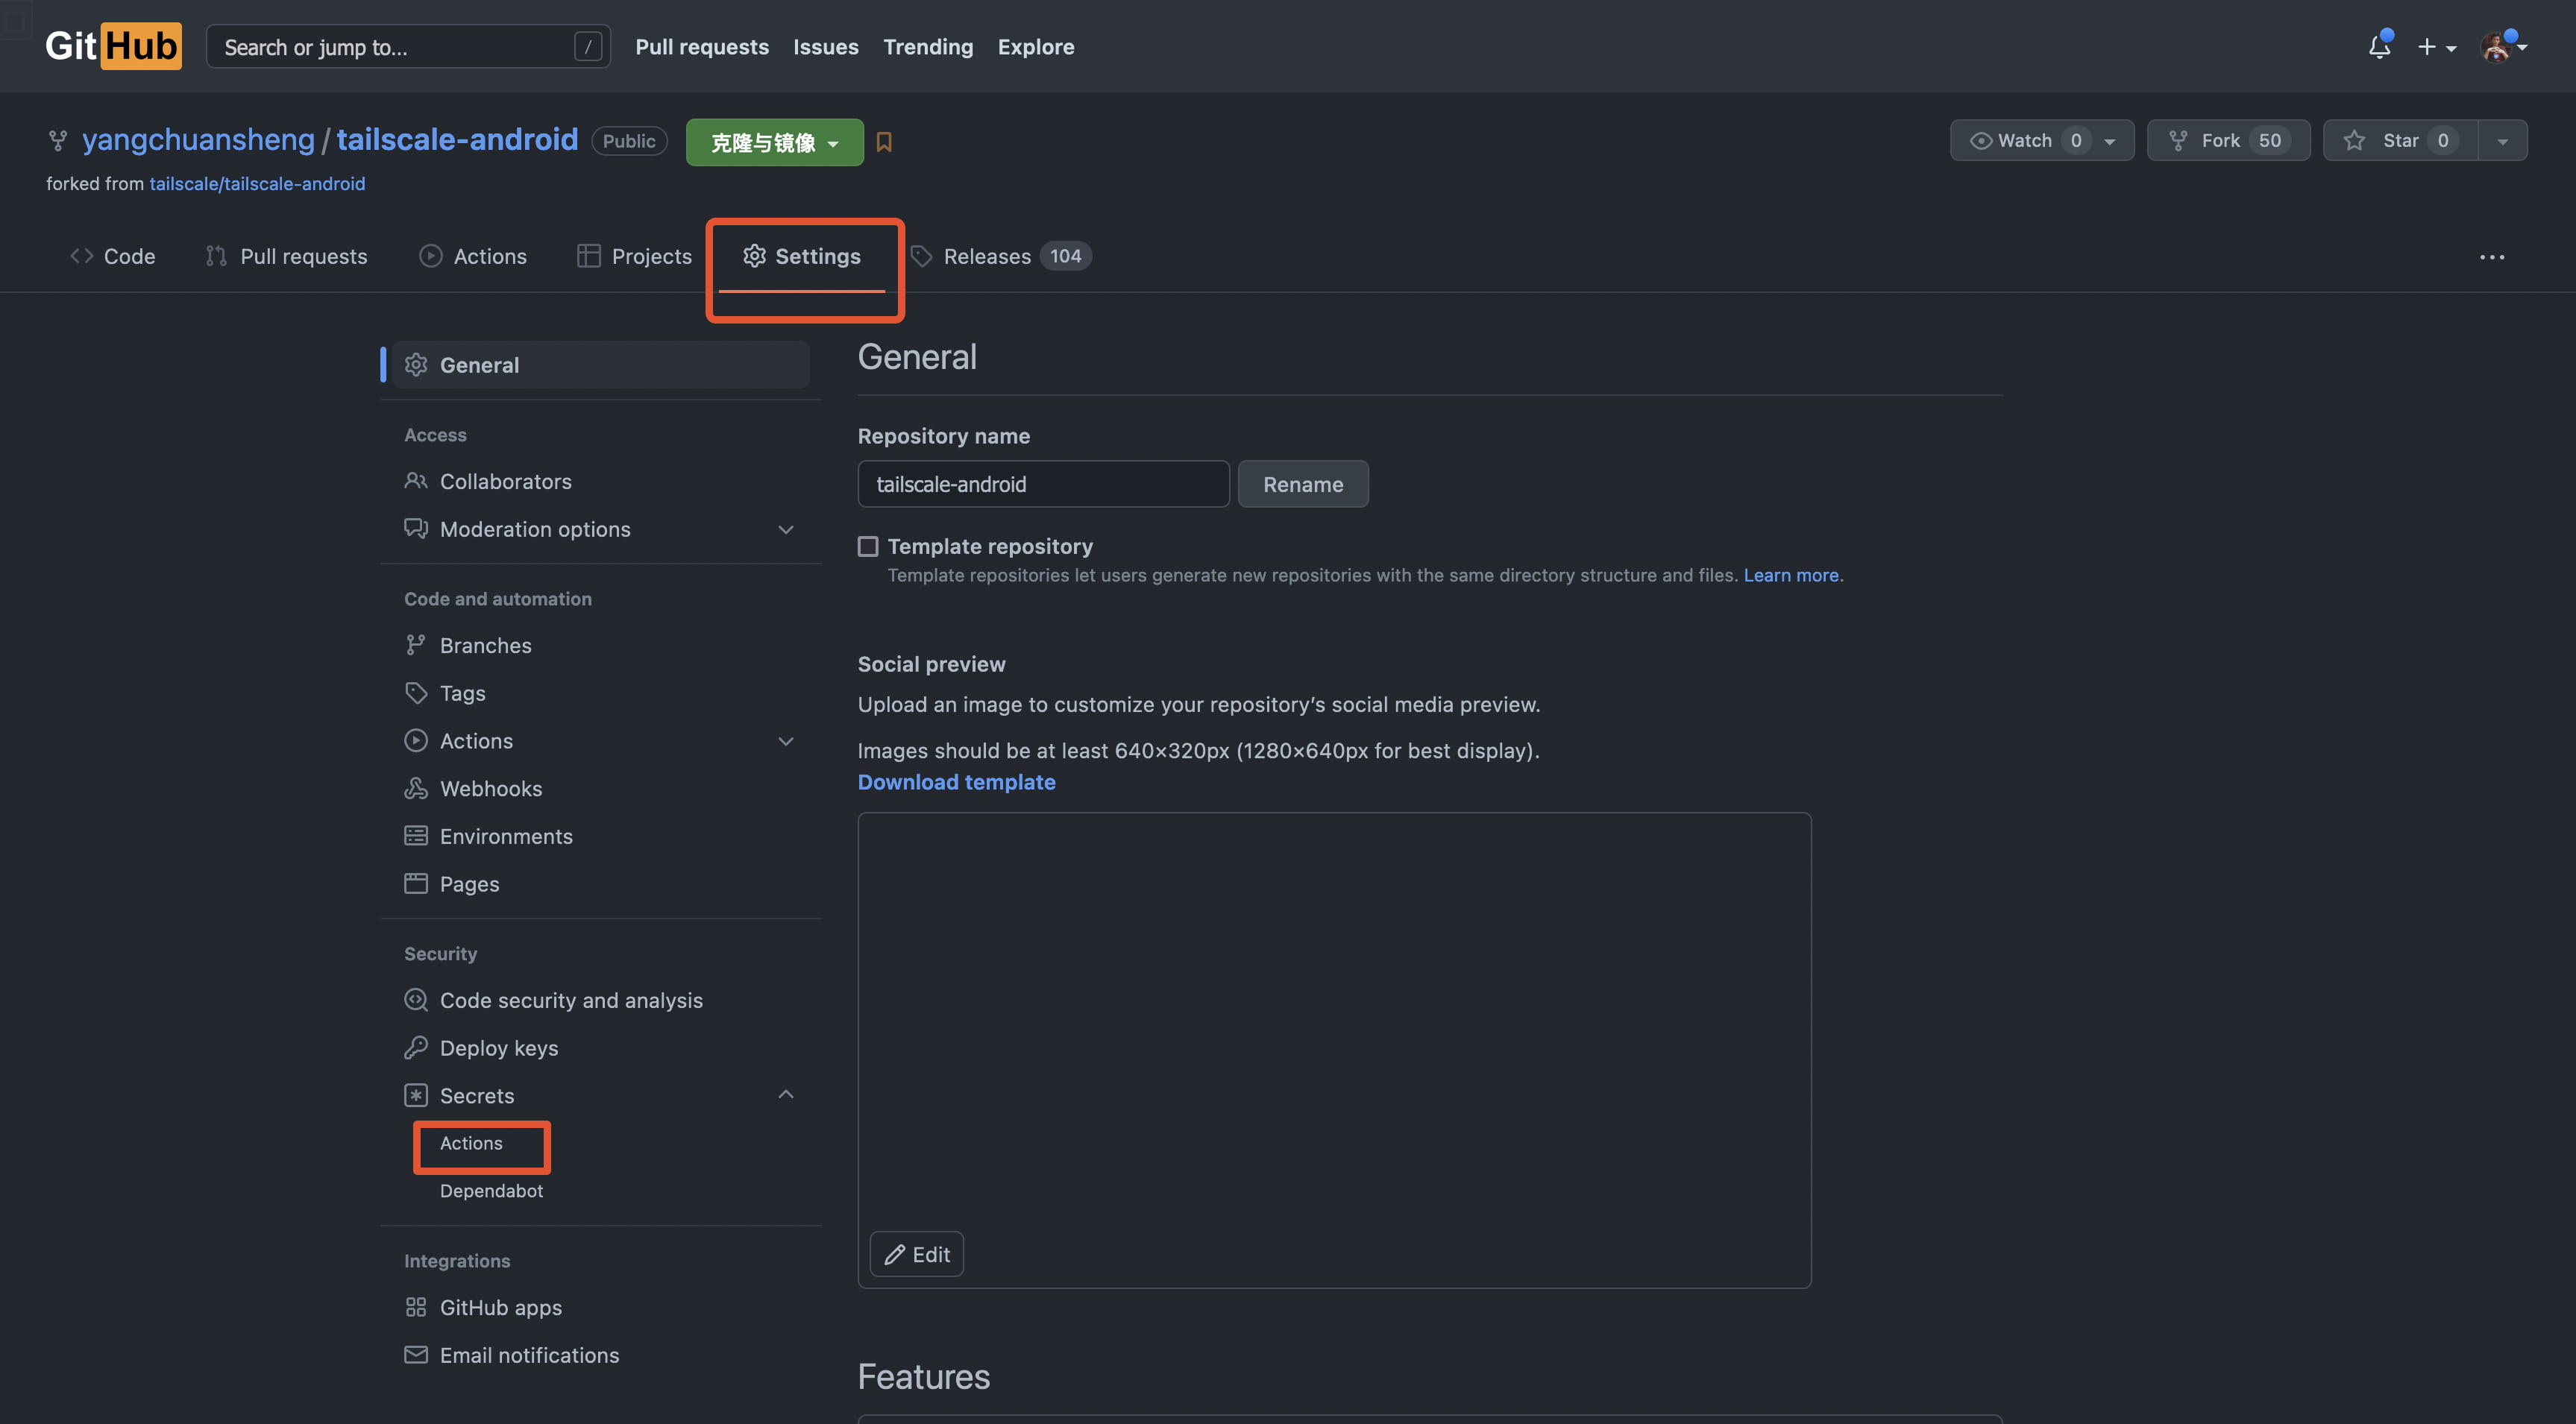 GitHub
Search or jump to...
/
Pull requests
Issues
Trending
Explore
yangchuansheng / tailscale-android
Public
克隆与镜像
Watch 0
Fork 50
Star 0
forked from tailscale/tailscale-android
Code
Pull requests
Actions
Projects
Settings
Releases 104
General
Access
Collaborators
Moderation options
Code and automation
Branches
Tags
Actions
Webhooks
Environments
Pages
Security
Code security and analysis
Deploy keys
Secrets
Actions
Dependabot
Integrations
GitHub apps
Email notifications
General
Repository name
tailscale-android
Rename
Template repository
Template repositories let users generate new repositories with the same directory structure and files. Learn more.
Social preview
Upload an image to customize your repository’s social media preview.
Images should be at least 640×320px (1280×640px for best display).
Download template
Edit
Features